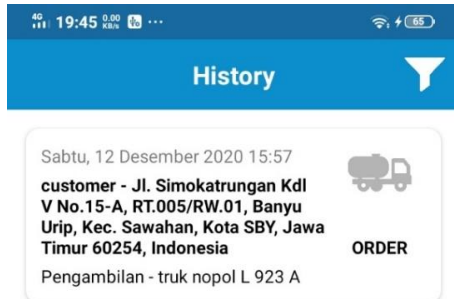 4G 19:45 0.00 KB/s Vo ... 65
History
Sabtu, 12 Desember 2020 15:57
customer - Jl. Simokatrungan Kdl
V No.15-A, RT.005/RW.01, Banyu
Urip, Kec. Sawahan, Kota SBY, Jawa
Timur 60254, Indonesia
ORDER
Pengambilan - truk nopol L 923 A